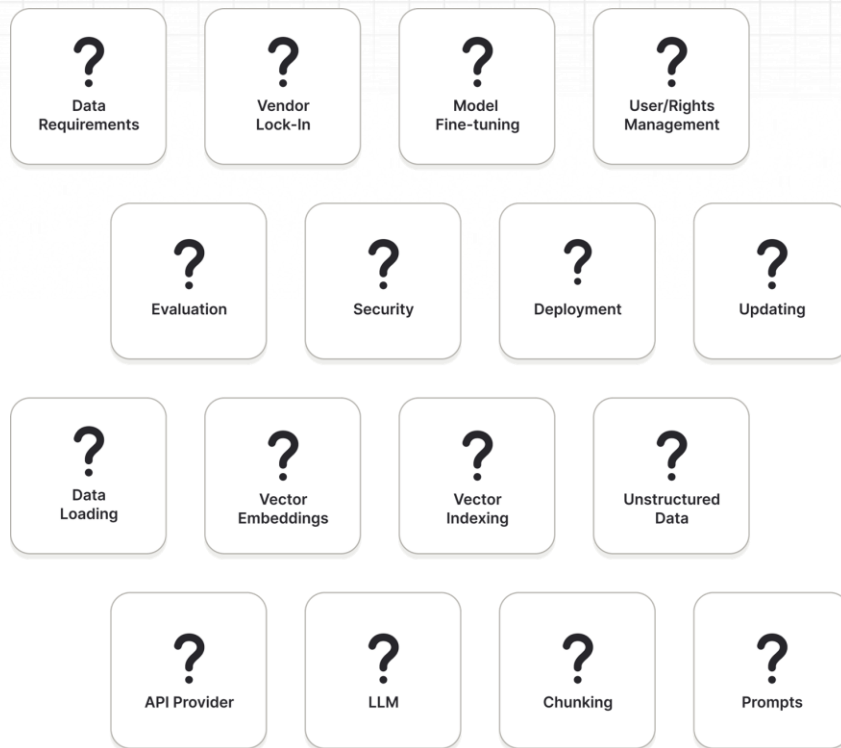 ?
Data
Requirements
?
Vendor
Lock-In
?
Model
Fine-tuning
?
User/Rights
Management
?
Evaluation
?
Security
?
Deployment
?
Updating
?
Data
Loading
?
Vector
Embeddings
?
Vector
Indexing
?
Unstructured
Data
?
API Provider
?
LLM
?
Chunking
?
Prompts